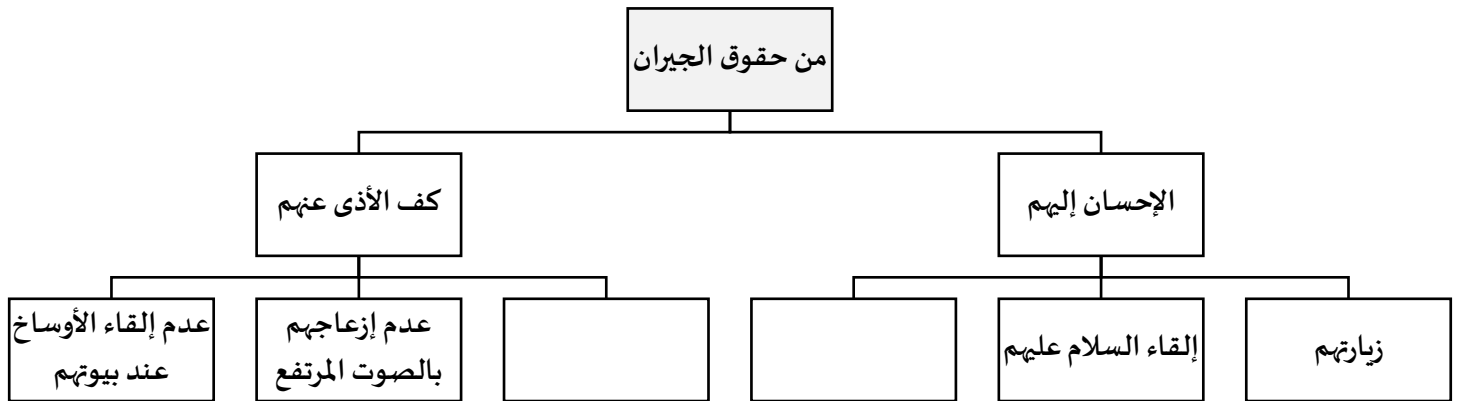 من حقوق الجيران
الإحسان إليهم
كف الأذى عنهم
زيارتهم
إلقاء السلام عليهم
عدم إزعاجهم
بالصوت المرتفع
عدم إلقاء الأوساخ
عند بيوتهم